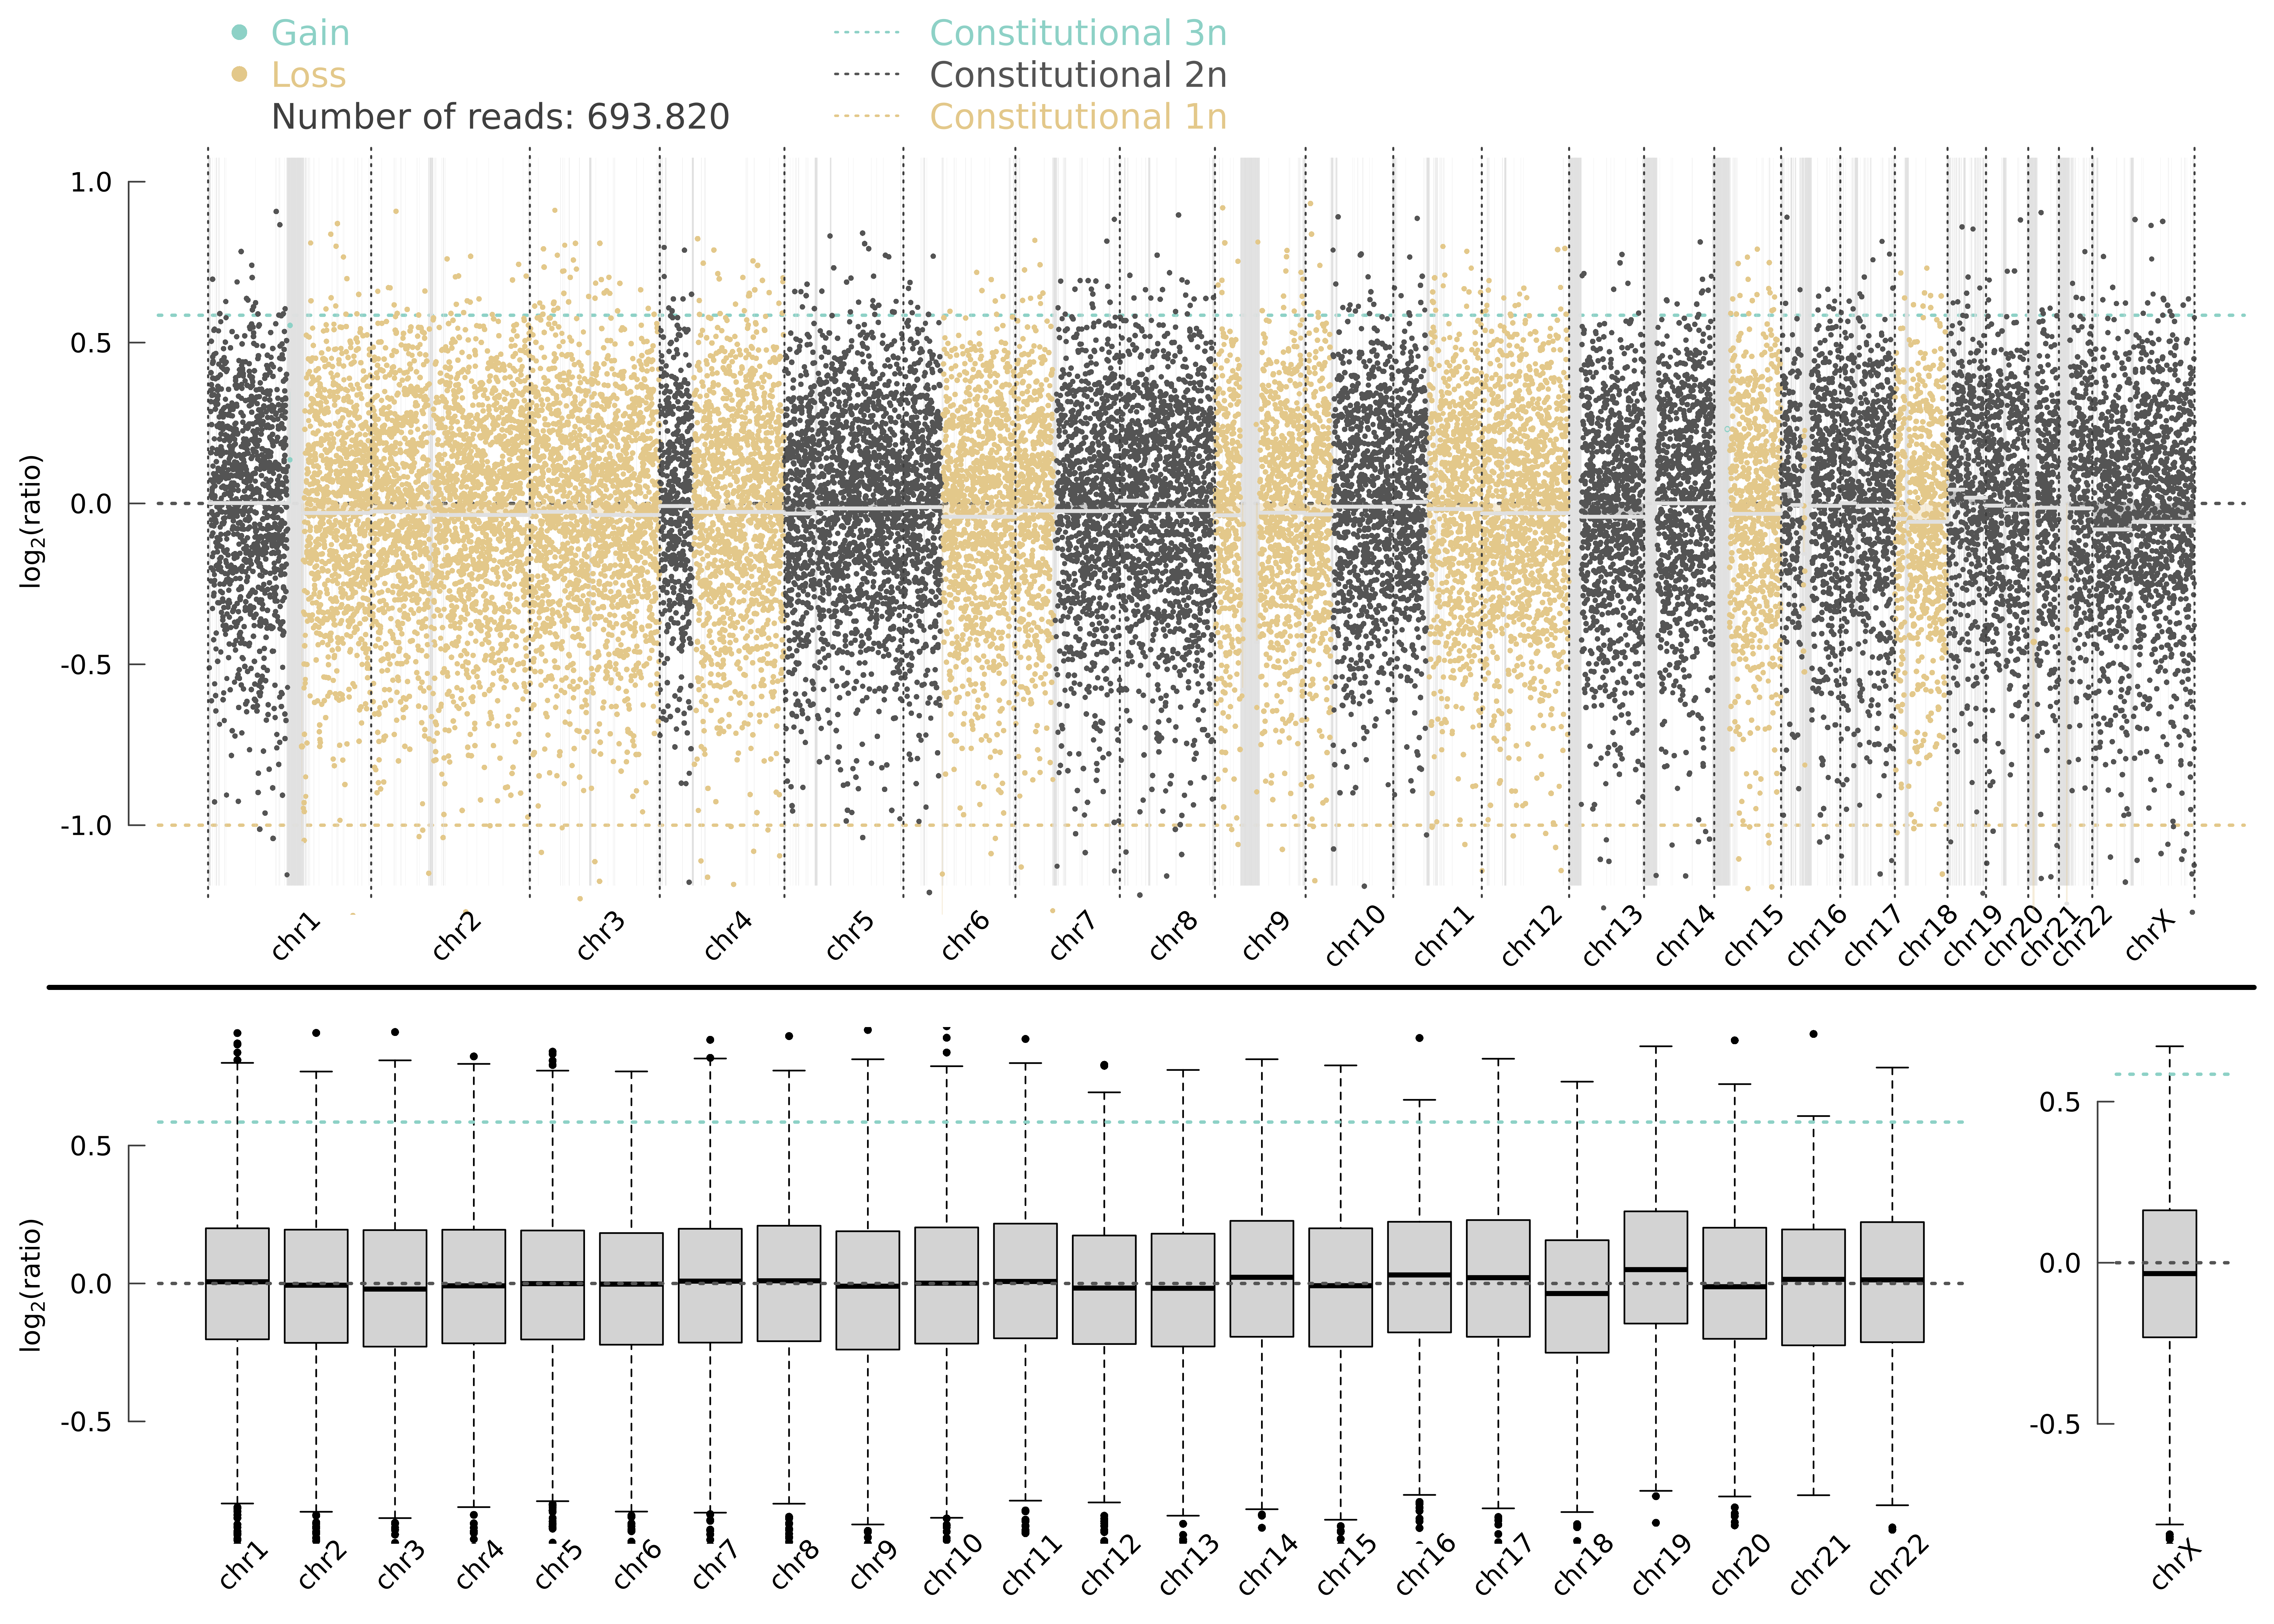 Gain
Loss
Number of reads: 693.820
Constitutional 3n
Constitutional 2n
Constitutional 1n
log2(ratio)
1.0
0.5
0.0
-0.5
-1.0
chr1 chr2 chr3 chr4 chr5 chr6 chr7 chr8 chr9 chr10 chr11 chr12 chr13 chr14 chr15 chr16 chr17 chr18 chr19 chr20 chr21 chr22 chrX
log2(ratio)
0.5
0.0
-0.5
0.5
0.0
-0.5
chr1 chr2 chr3 chr4 chr5 chr6 chr7 chr8 chr9 chr10 chr11 chr12 chr13 chr14 chr15 chr16 chr17 chr18 chr19 chr20 chr21 chr22 chrX